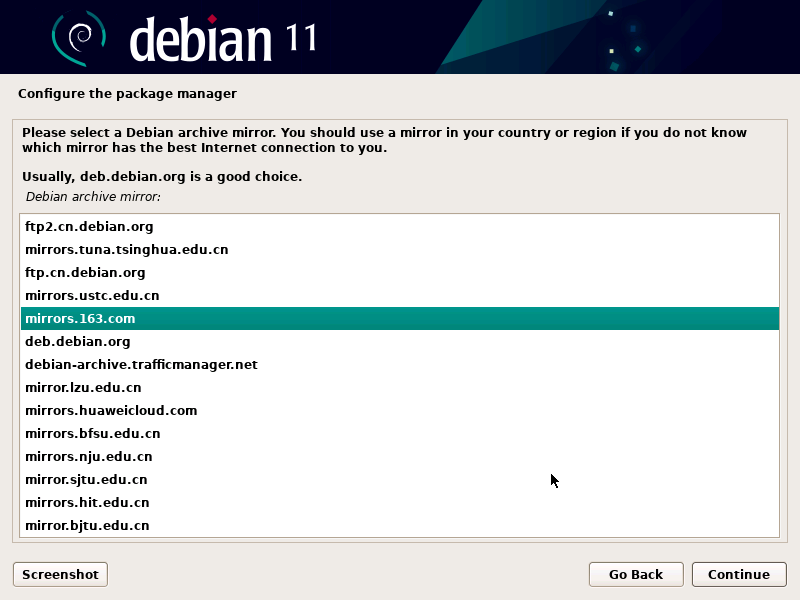 debian 11
Configure the package manager
Please select a Debian archive mirror. You should use a mirror in your country or region if you do not know
which mirror has the best Internet connection to you.
Usually, deb.debian.org is a good choice.
Debian archive mirror:
ftp2.cn.debian.org
mirrors.tuna.tsinghua.edu.cn
ftp.cn.debian.org
mirrors.ustc.edu.cn
mirrors.163.com
deb.debian.org
debian-archive.trafficmanager.net
mirror.lzu.edu.cn
mirrors.huaweicloud.com
mirrors.bfsu.edu.cn
mirrors.nju.edu.cn
mirror.sjtu.edu.cn
mirrors.hit.edu.cn
mirror.bjtu.edu.cn
Screenshot Go Back Continue